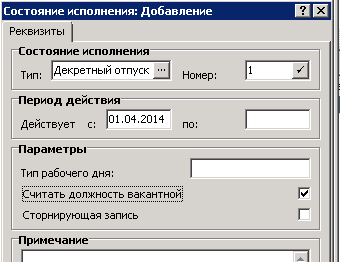 Состояние исполнения: Добавление
Реквизиты
Состояние исполнения
Тип: Декретный отпуск ... Номер: 1
Период действия
Действует с: 01.04.2014 по:
Параметры
Тип рабочего дня:
Считать должность вакантной
Сторнирующая запись
Примечание